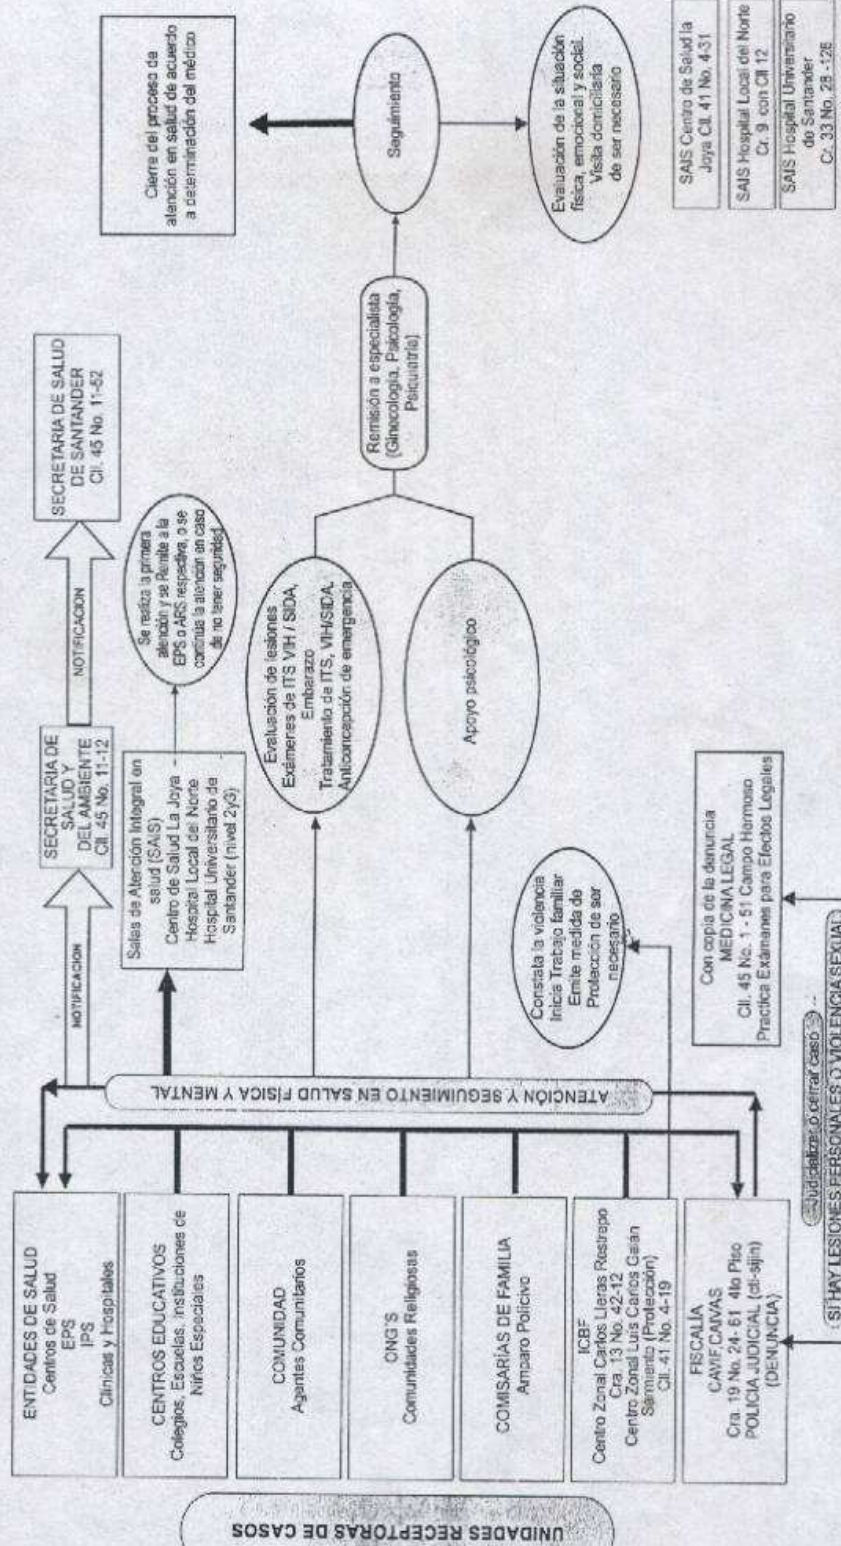 UNIDADES RECEPTORAS DE CASOS
ENTIDADES DE SALUD
Centros de Salud
EPS
IPS
Clínicas y Hospitales
CENTROS EDUCATIVOS
Colegios, Escuelas, Instituciones de
Niños Especiales
COMUNIDAD
Agentes Comunitarios
ONG'S
Comunidades Religiosas
COMISARÍAS DE FAMILIA
Amparo Policivo
ICBF
Centro Zonal Carlos Lleras Restrepo
Cra. 13 No. 42-12
Centro Zonal Luis Carlos Galán
Sarmiento (Protección)
Cll. 41 No. 4-19
FISCALÍA
CAVIF, CAIVAS
Cra. 19 No. 24- 61 4to Piso
POLICIA JUDICIAL (cti-sijin)
(DENUNCIA)
ATENCIÓN Y SEGUIMIENTO EN SALUD FÍSICA Y MENTAL
NOTIFICACION
SECRETARIA DE
SALUD Y
DEL AMBIENTE
Cll. 45 No. 11-12
NOTIFICACION
SECRETARIA DE SALUD
DE SANTANDER
Cll. 45 No. 11-52
Salas de Atención Integral en
salud (SAIS)
Centro de Salud La Joya
Hospital Local del Norte
Hospital Universitario de
Santander (nivel 2y3)
Se realiza la primera
atención y se Remite a la
EPS o ARS respectiva, o se
continua la atención en caso
de no tener seguridad
Evaluación de lesiones
Exámenes de ITS VIH / SIDA,
Embarazo
Tratamiento de ITS, VIH/SIDA,
Anticoncepción de emergencia
Apoyo psicológico
Remisión a especialista
(Ginecología, Psicología,
Psiquiatría)
Seguimiento
Cierre del proceso de
atención en salud de acuerdo
a determinación del médico
Evaluación de la situación
física, emocional y social.
Visita domiciliaria
de ser necesario
Constata la violencia
Inicia Trabajo familiar
Emite medida de
Protección de ser
necesario
Con copia de la denuncia
MEDICINA LEGAL
Cll. 45 No. 1 - 51 Campo Hermoso
Practica Exámenes para Efectos Legales
Judicializar ó cerrar caso
SI HAY LESIONES PERSONALES O VIOLENCIA SEXUAL
SAIS Centro de Salud la
Joya Cll. 41 No. 4-31
SAIS Hospital Local del Norte
Cr. 9 con Cll 12
SAIS Hospital Universitario
de Santander
Cr. 33 No. 28 -126